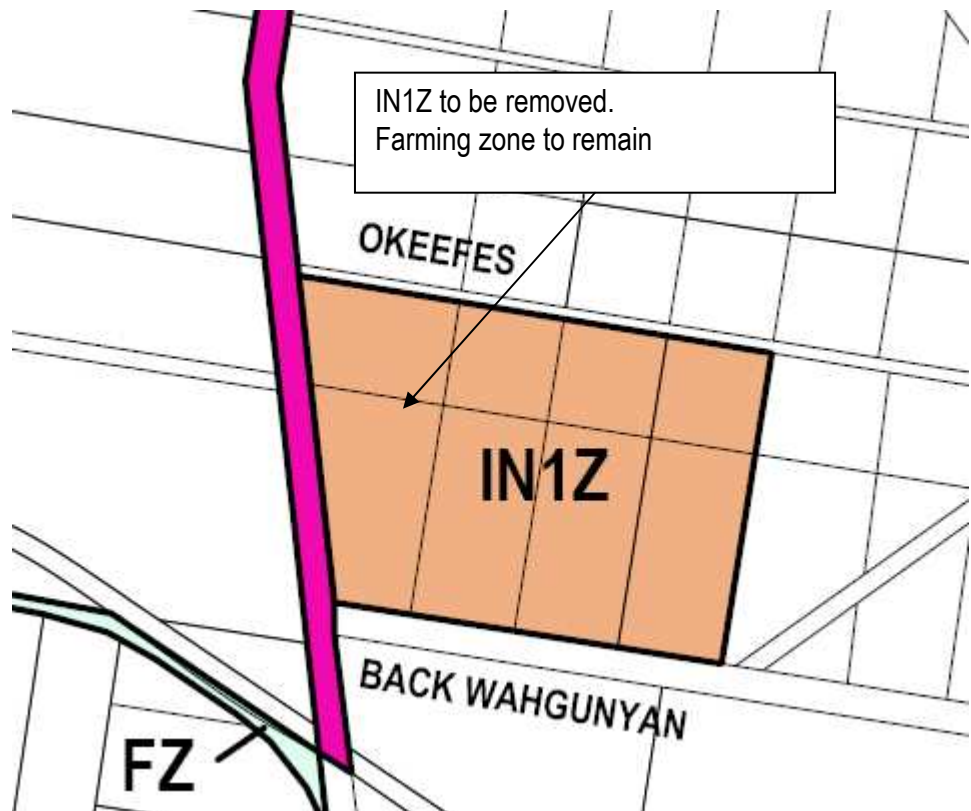 IN1Z to be removed.
Farming zone to remain
OKEEFES
IN1Z
BACK WAHGUNYAN
FZ